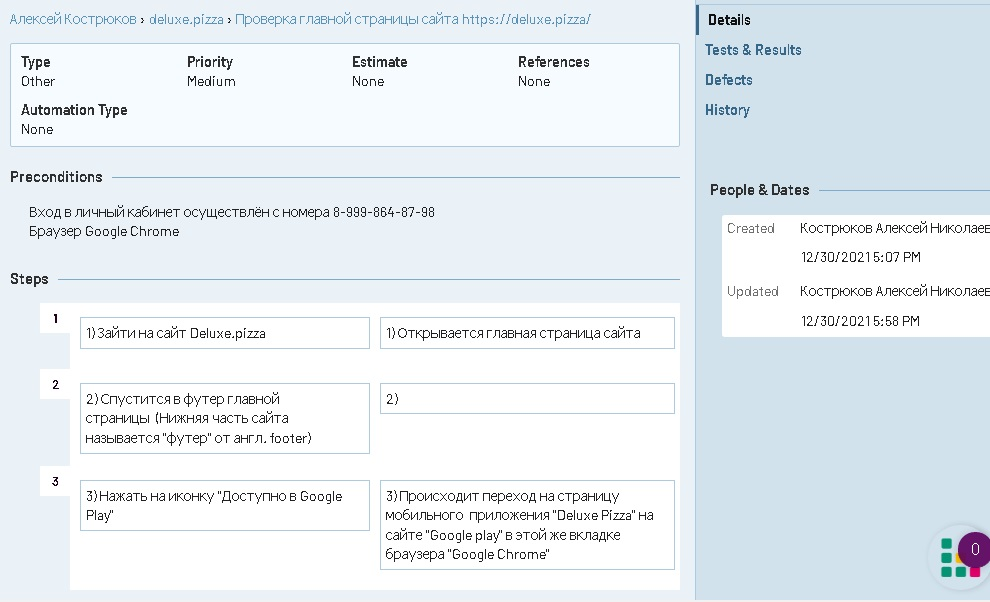 Алексей Кострюков › deluxe.pizza › Проверка главной страницы сайта https://deluxe.pizza/
Type Priority Estimate References
Other Medium None None
Automation Type
None
Preconditions
Вход в личный кабинет осуществлён с номера 8-999-864-87-98
Браузер Google Chrome
Steps
1
1) Зайти на сайт Deluxe.pizza
1) Открывается главная страница сайта
2
2) Спустится в футер главной
страницы (Нижняя часть сайта
называется "футер" от англ. footer)
2)
3
3) Нажать на иконку "Доступно в Google
Play"
3) Происходит переход на страницу
мобильного приложения "Deluxe Pizza" на
сайте "Google play" в этой же вкладке
браузера "Google Chrome"
Details
Tests & Results
Defects
History
People & Dates
Created Кострюков Алексей Николаев
12/30/2021 5:07 PM
Updated Кострюков Алексей Николаев
12/30/2021 5:58 PM
0